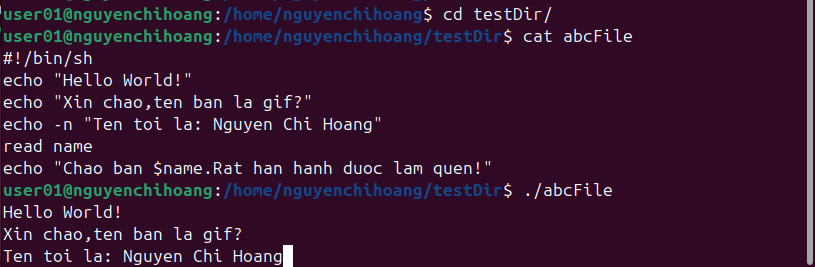 user01@nguyenchihoang:/home/nguyenchihoang$ cd testDir/
user01@nguyenchihoang:/home/nguyenchihoang/testDir$ cat abcFile
#!/bin/sh
echo "Hello World!"
echo "Xin chao,ten ban la gif?"
echo -n "Ten toi la: Nguyen Chi Hoang"
read name
echo "Chao ban $name.Rat han hanh duoc lam quen!"
user01@nguyenchihoang:/home/nguyenchihoang/testDir$ ./abcFile
Hello World!
Xin chao,ten ban la gif?
Ten toi la: Nguyen Chi Hoang